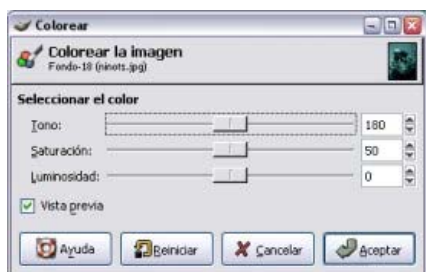 Colorear
Colorear la imagen
Fondo-18 (ninots.jpg)
Seleccionar el color
Tono: 180
Saturación: 50
Luminosidad: 0
Vista previa
Ayuda Reiniciar Cancelar Aceptar